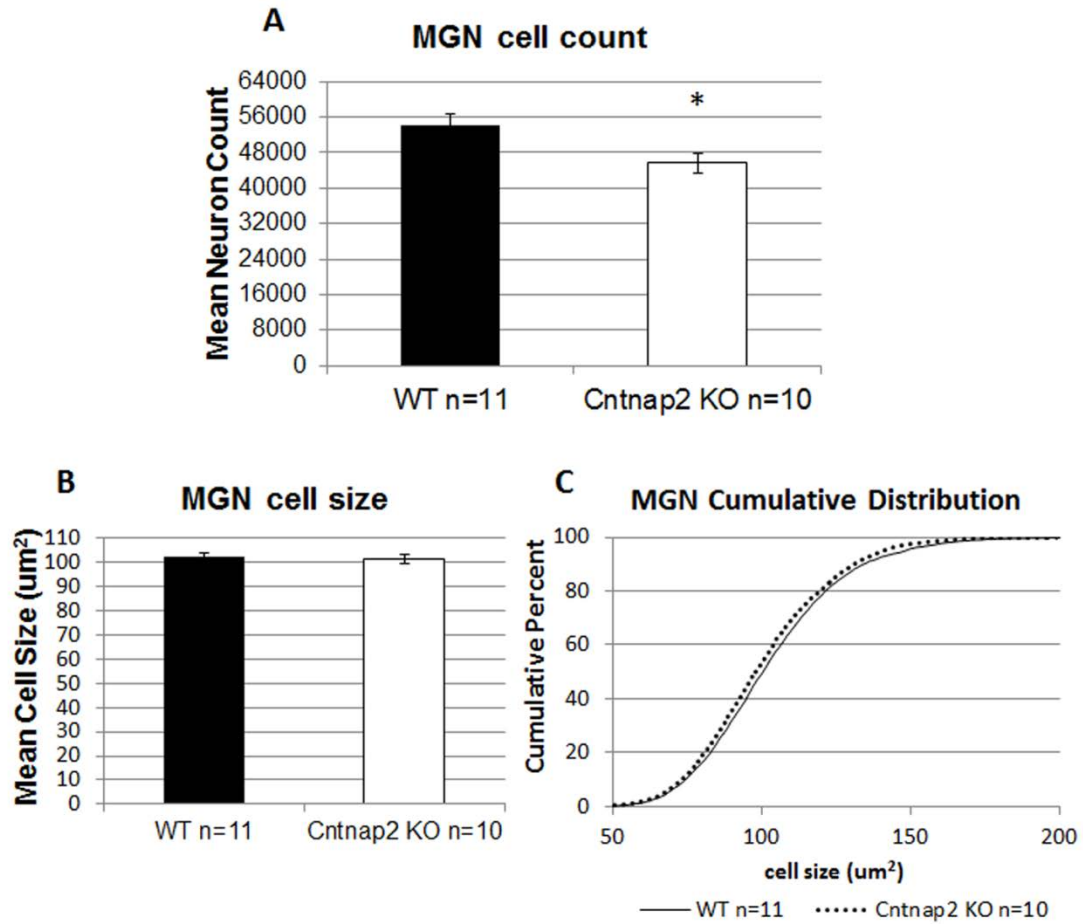 A
MGN cell count
Mean Neuron Count
64000
56000
48000
40000
32000
24000
16000
8000
0
*
WT n=11
Cntnap2 KO n=10
B
MGN cell size
Mean Cell Size (um²)
110
100
90
80
70
60
50
40
30
20
10
0
WT n=11
Cntnap2 KO n=10
C
MGN Cumulative Distribution
Cumulative Percent
100
80
60
40
20
0
50
100
150
200
cell size (um²)
WT n=11
Cntnap2 KO n=10